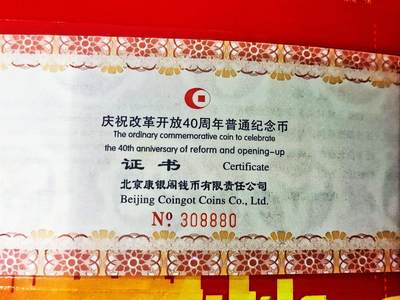 庆祝改革开放40周年普通纪念币
The ordinary commemorative coin to celebrate
the 40th anniversary of reform and opening-up
证书 Certificate
北京康银阁钱币有限责任公司
Beijing Coingot Coins Co., Ltd.
№ 308880